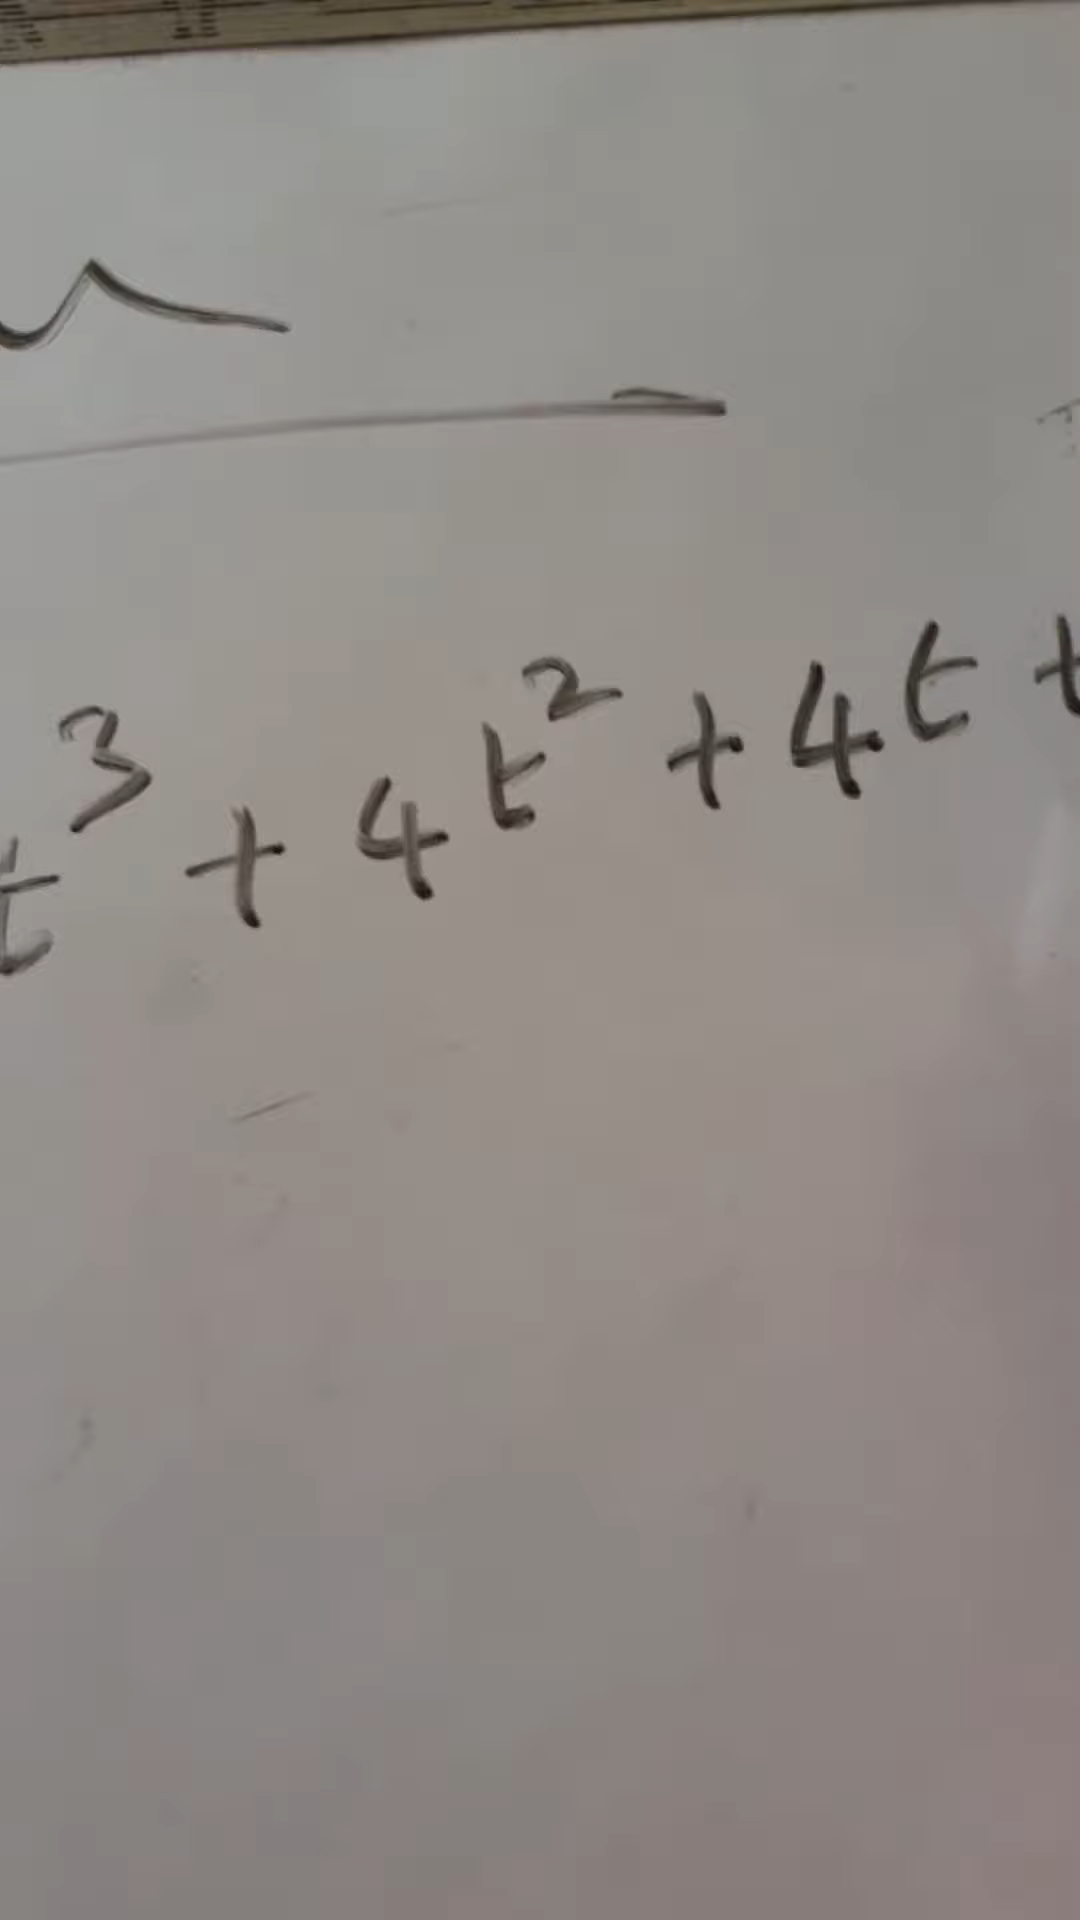 t³ + 4t² + 4t +